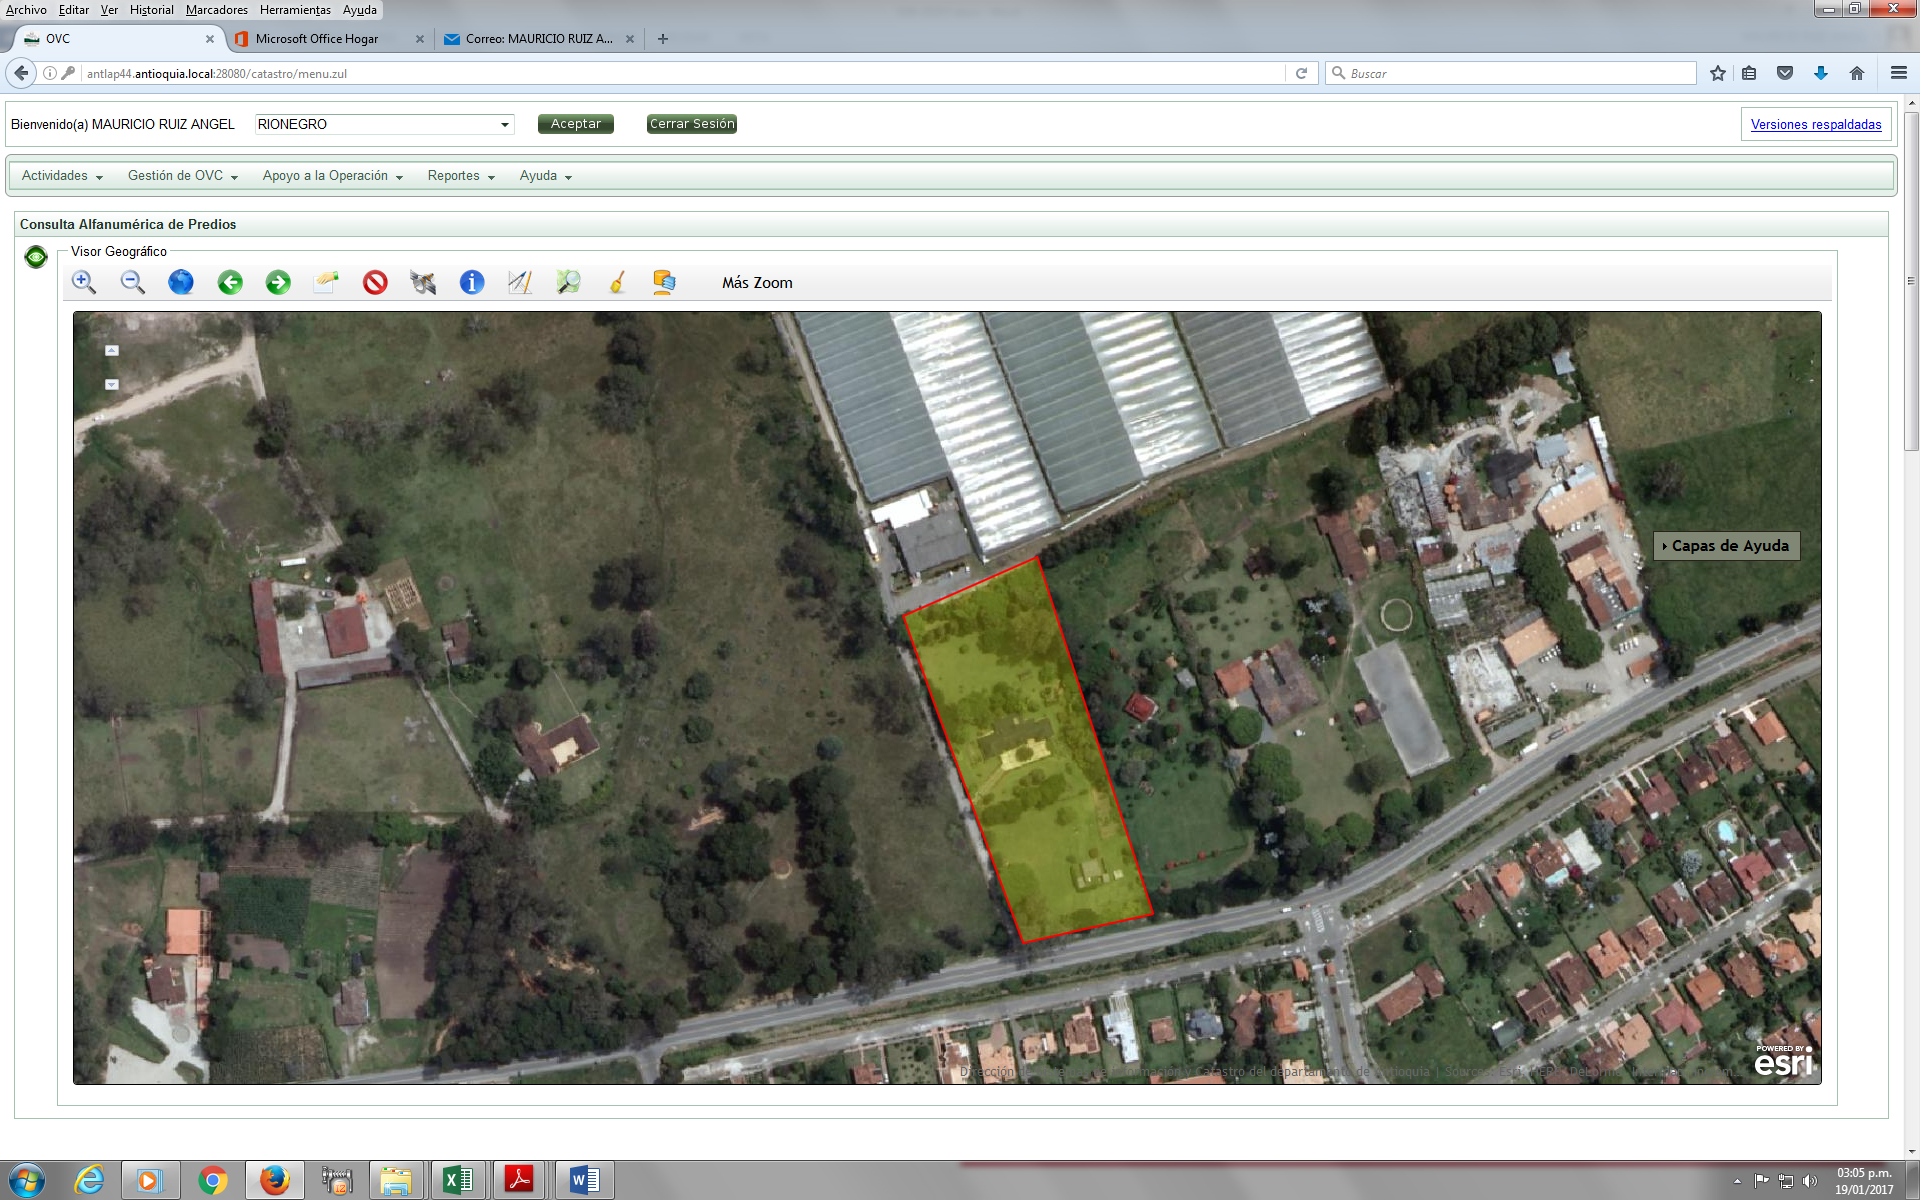 Archivo Editar Ver Historial Marcadores Herramientas Ayuda
OVC
Microsoft Office Hogar
Correo: MAURICIO RUIZ A...
antlap44.antioquia.local:28080/catastro/menu.zul
Buscar
Bienvenido(a) MAURICIO RUIZ ANGEL
RIONEGRO
Aceptar
Cerrar Sesión
Versiones respaldadas
Actividades
Gestión de OVC
Apoyo a la Operación
Reportes
Ayuda
Consulta Alfanumérica de Predios
Visor Geográfico
Más Zoom
Capas de Ayuda
POWERED BY
esri
03:05 p.m.
19/01/2017